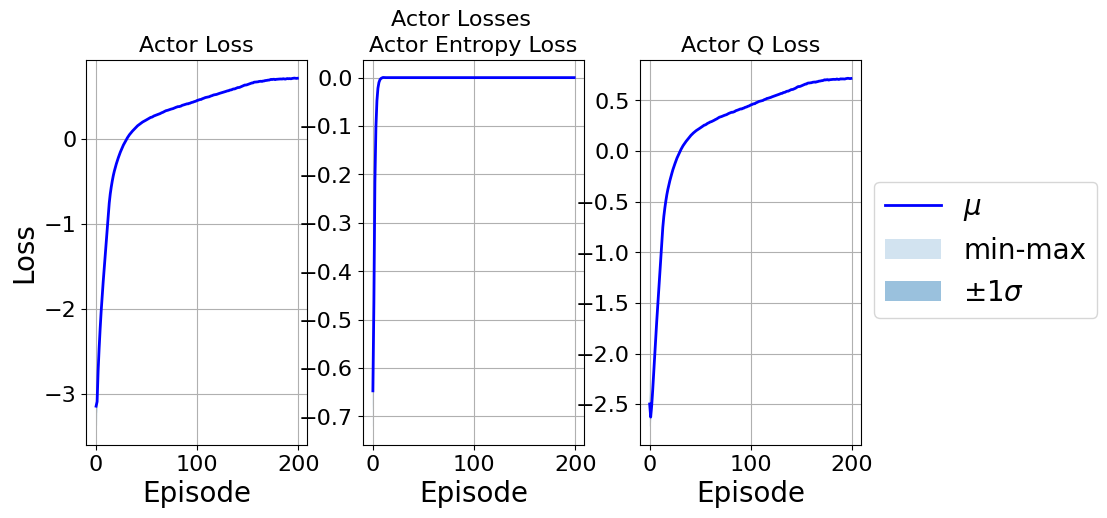 Actor Losses
Actor Loss
Actor Entropy Loss
Actor Q Loss
Loss
0
−1
−2
−3
0 100 200
Episode
0.0
−0.1
−0.2
−0.3
−0.4
−0.5
−0.6
−0.7
0 100 200
Episode
0.5
0.0
−0.5
−1.0
−1.5
−2.0
−2.5
0 100 200
Episode
μ
min-max
±1σ